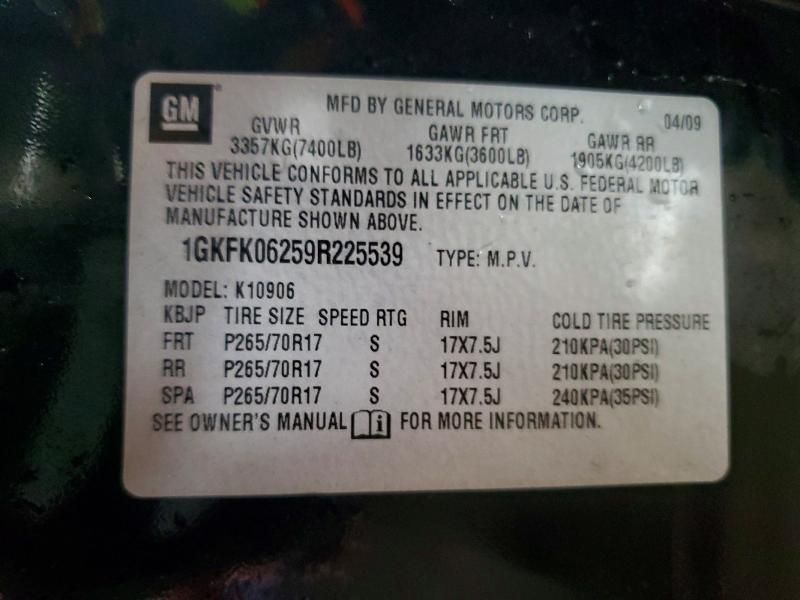 GM
MFD BY GENERAL MOTORS CORP. 04/09
GVWR GAWR FRT GAWR RR
3357KG(7400LB) 1633KG(3600LB) 1905KG(4200LB)
THIS VEHICLE CONFORMS TO ALL APPLICABLE U.S. FEDERAL MOTOR
VEHICLE SAFETY STANDARDS IN EFFECT ON THE DATE OF
MANUFACTURE SHOWN ABOVE.
1GKFK06259R225539 TYPE: M.P.V.
MODEL: K10906
KBJP TIRE SIZE SPEED RTG RIM COLD TIRE PRESSURE
FRT P265/70R17 S 17X7.5J 210KPA(30PSI)
RR P265/70R17 S 17X7.5J 210KPA(30PSI)
SPA P265/70R17 S 17X7.5J 240KPA(35PSI)
SEE OWNER'S MANUAL i FOR MORE INFORMATION.